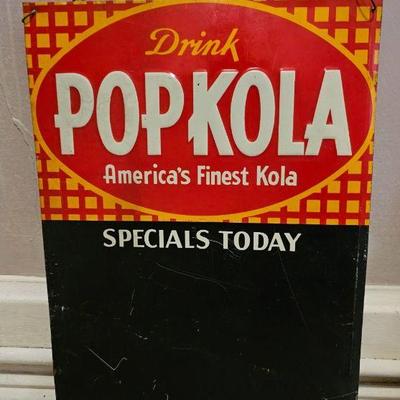 Drink
POP KOLA
America's Finest Kola
SPECIALS TODAY